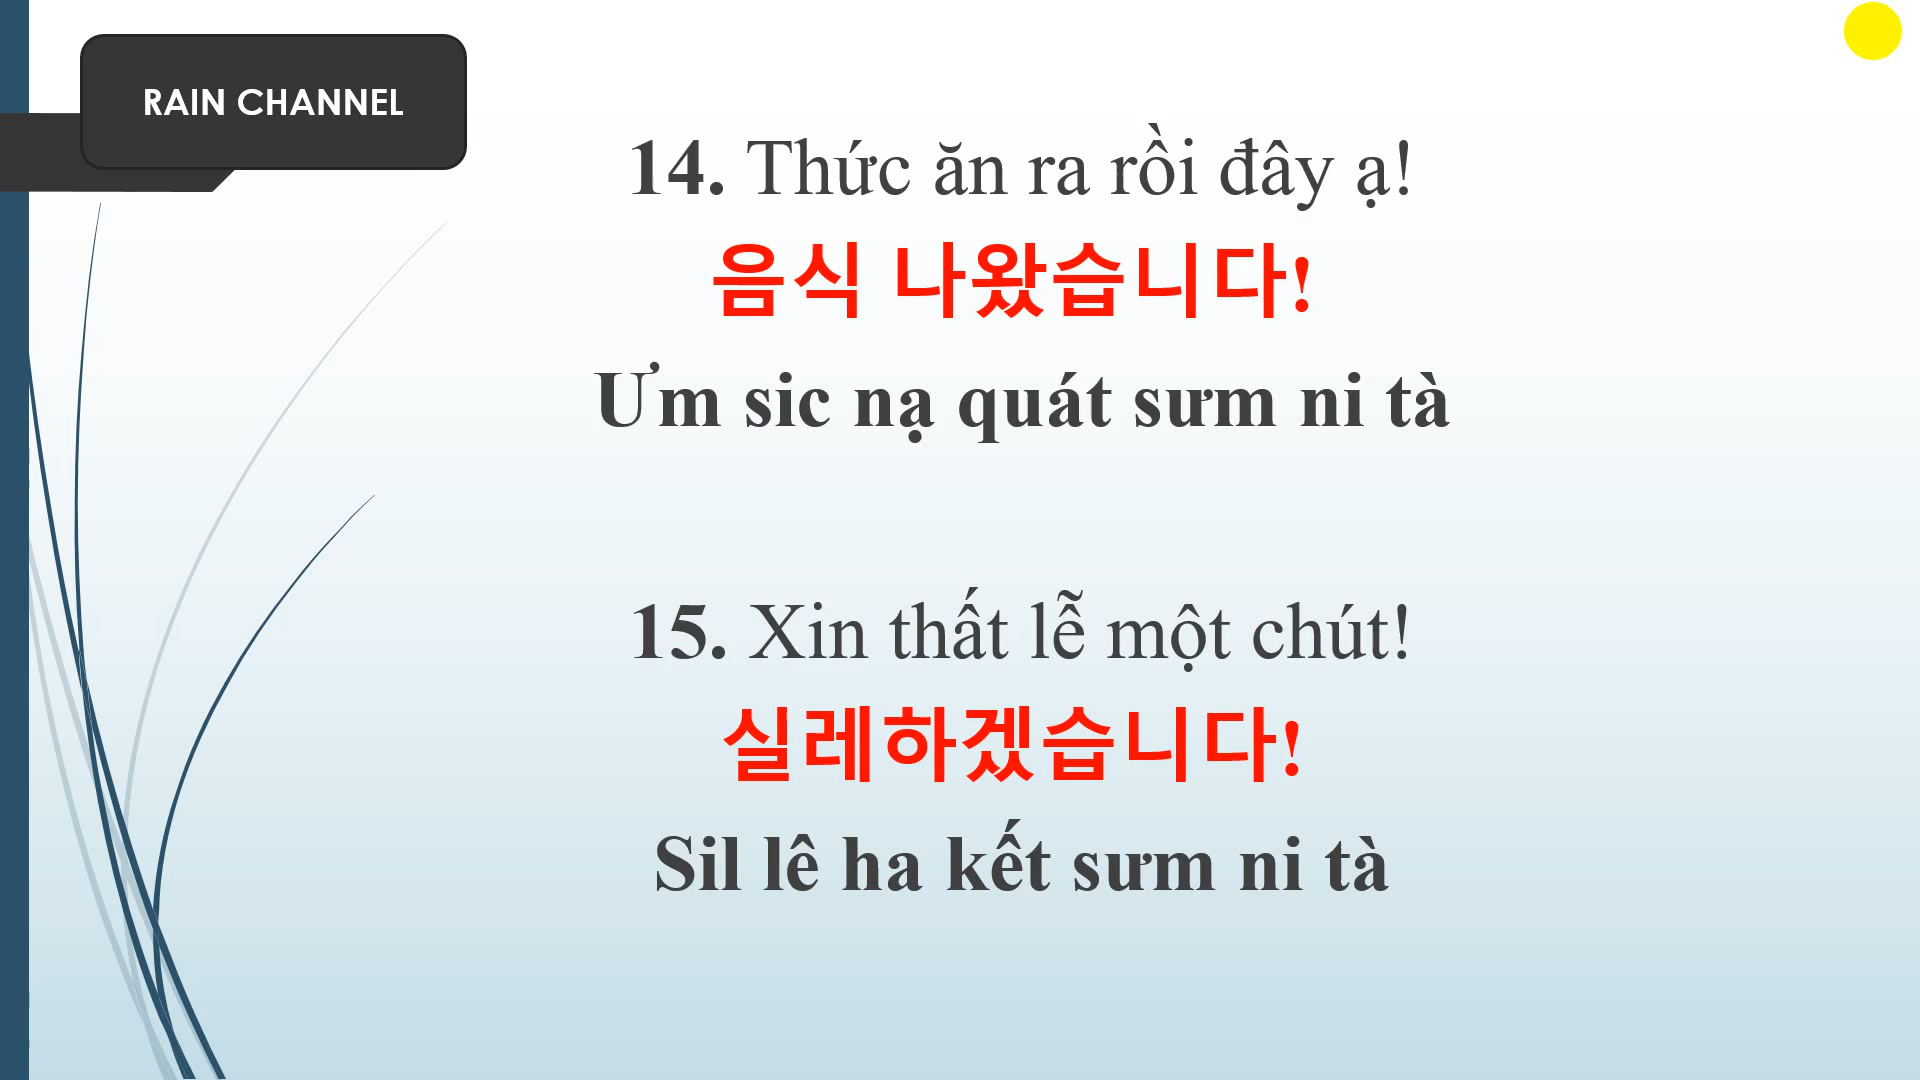 RAIN CHANNEL
14. Thức ăn ra rồi đây ạ!
음식 나왔습니다!
Ưm sic nạ quát sưm ni tà
15. Xin thất lễ một chút!
실레하겠습니다!
Sil lê ha kết sưm ni tà